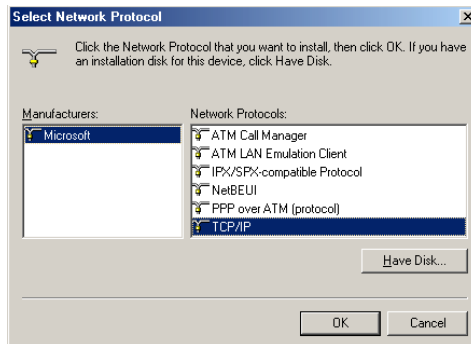 Select Network Protocol
Click the Network Protocol that you want to install, then click OK. If you have
an installation disk for this device, click Have Disk.
Manufacturers:
Microsoft
Network Protocols:
ATM Call Manager
ATM LAN Emulation Client
IPX/SPX-compatible Protocol
NetBEUI
PPP over ATM (protocol)
TCP/IP
Have Disk...
OK
Cancel